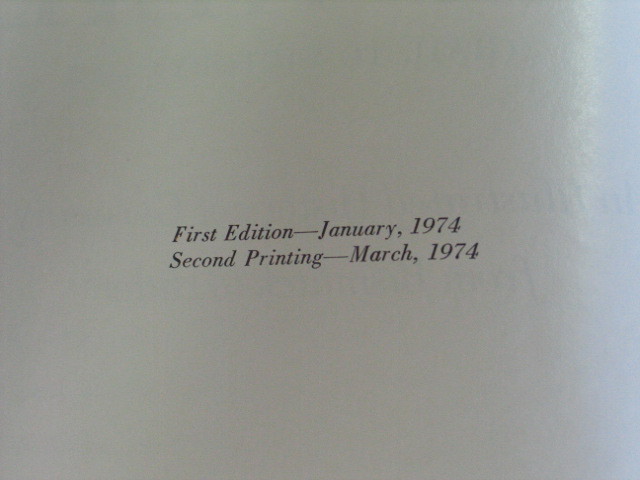 First Edition—January, 1974
Second Printing—March, 1974